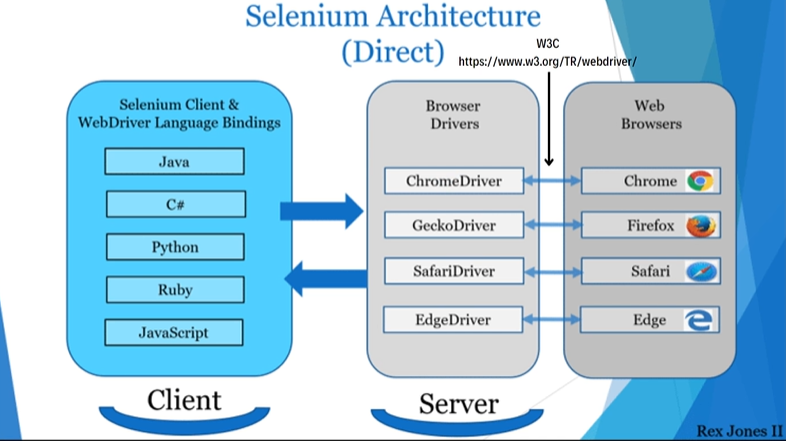 Selenium Architecture
(Direct)
W3C
https://www.w3.org/TR/webdriver/
Selenium Client &
WebDriver Language Bindings
Java
C#
Python
Ruby
JavaScript
Client
Browser
Drivers
ChromeDriver
GeckoDriver
SafariDriver
EdgeDriver
Server
Web
Browsers
Chrome
Firefox
Safari
Edge
Rex Jones II